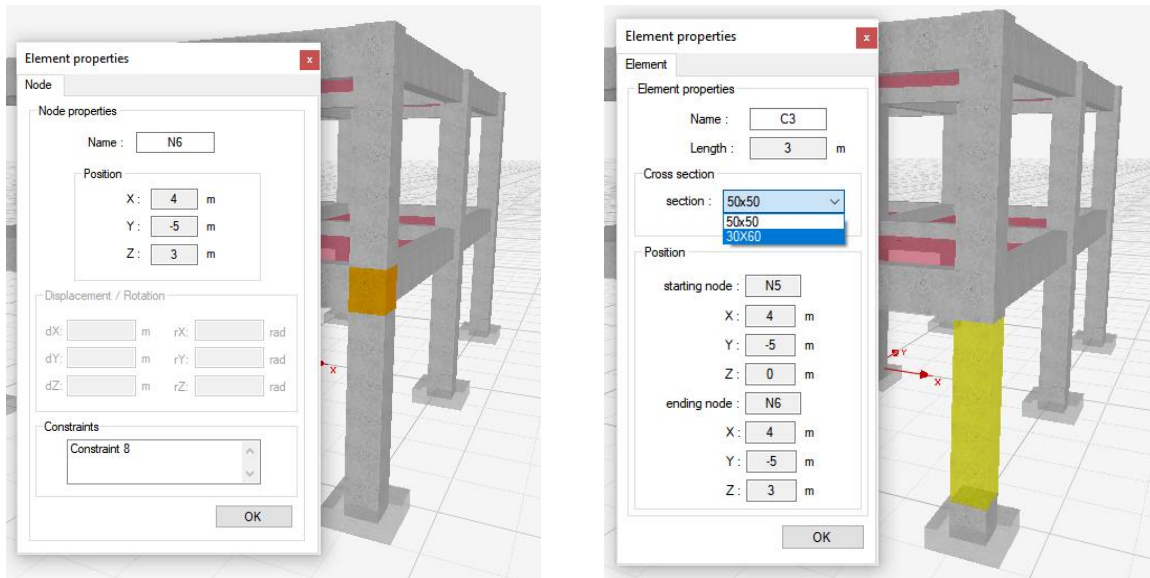 Element properties
x
Node
Node properties
Name : N6
Position
X : 4 m
Y : -5 m
Z : 3 m
Displacement / Rotation
dX: m rX: rad
dY: m rY: rad
dZ: m rZ: rad
Constraints
Constraint 8
OK
X
Element properties
x
Element
Element properties
Name : C3
Length : 3 m
Cross section
section : 50x50
50x50
30X60
Position
starting node : N5
X : 4 m
Y : -5 m
Z : 0 m
ending node : N6
X : 4 m
Y : -5 m
Z : 3 m
OK
Y
X